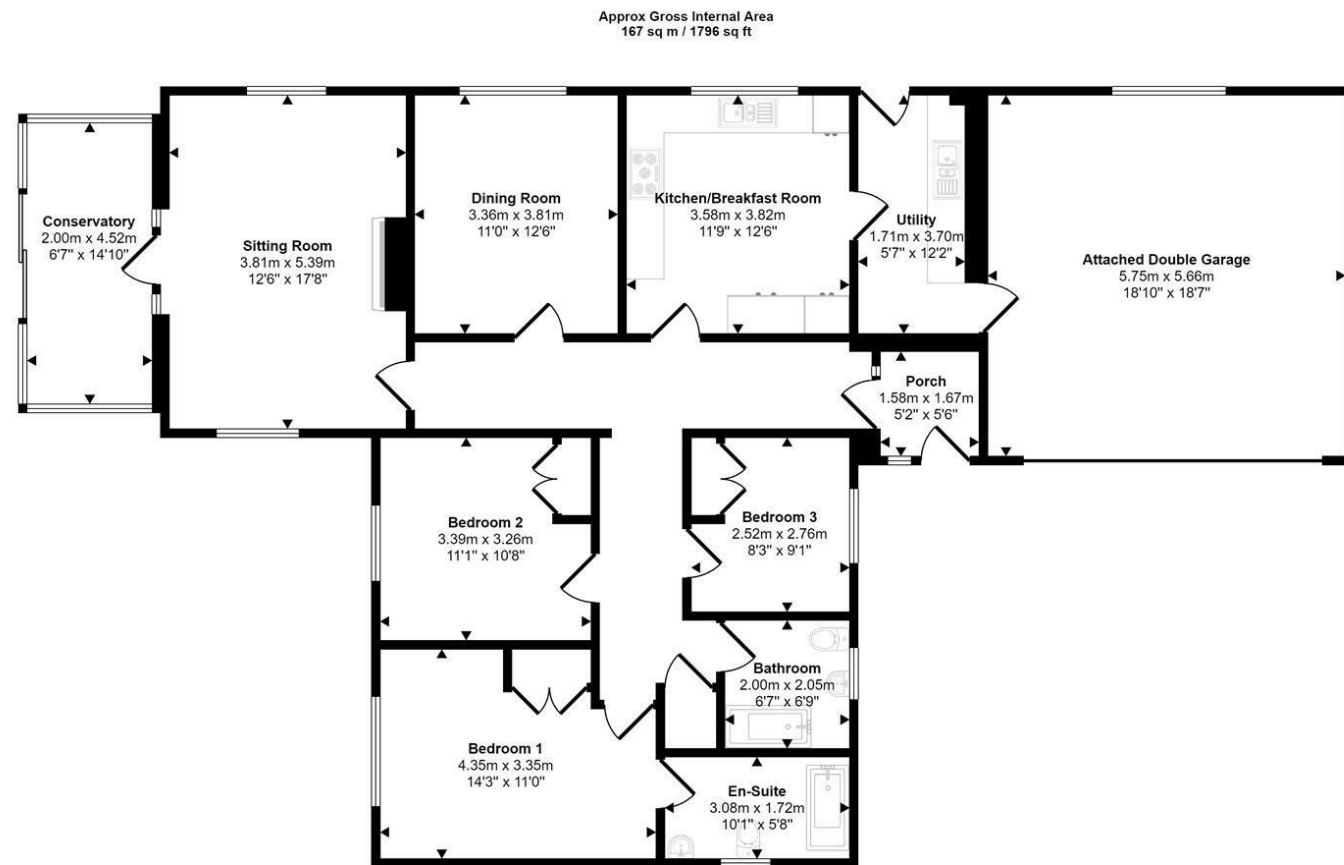 Approx Gross Internal Area
167 sq m / 1796 sq ft
Conservatory
2.00m x 4.52m
6'7" x 14'10"
Sitting Room
3.81m x 5.39m
12'6" x 17'8"
Dining Room
3.36m x 3.81m
11'0" x 12'6"
Kitchen/Breakfast Room
3.58m x 3.82m
11'9" x 12'6"
Utility
1.71m x 3.70m
5'7" x 12'2"
Attached Double Garage
5.75m x 5.66m
18'10" x 18'7"
Porch
1.58m x 1.67m
5'2" x 5'6"
Bedroom 2
3.39m x 3.26m
11'1" x 10'8"
Bedroom 3
2.52m x 2.76m
8'3" x 9'1"
Bathroom
2.00m x 2.05m
6'7" x 6'9"
Bedroom 1
4.35m x 3.35m
14'3" x 11'0"
En-Suite
3.08m x 1.72m
10'1" x 5'8"